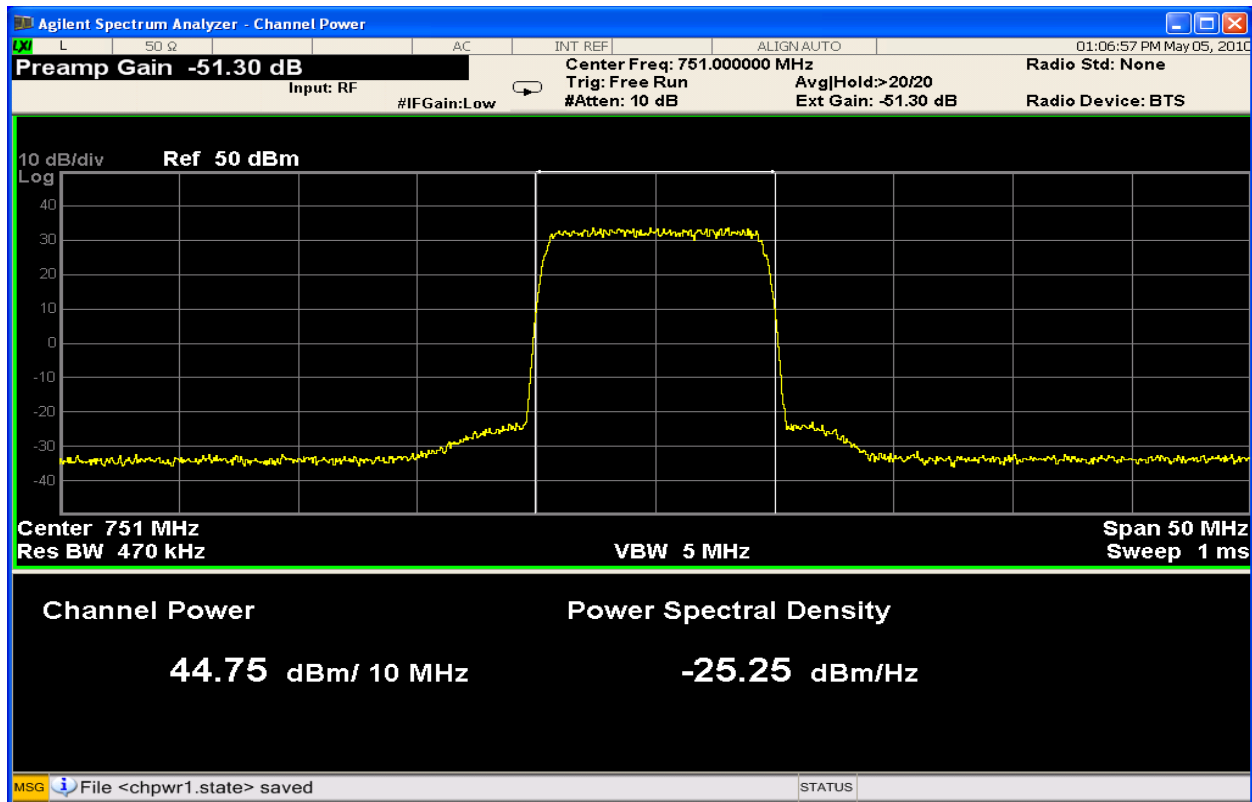 Agilent Spectrum Analyzer - Channel Power
LXI L 50 Ω AC INT REF ALIGN AUTO 01:06:57 PM May 05, 2010
Preamp Gain -51.30 dB
Input: RF
#IFGain:Low
Center Freq: 751.000000 MHz
Trig: Free Run Avg|Hold:>20/20
#Atten: 10 dB Ext Gain: -51.30 dB
Radio Std: None
Radio Device: BTS
10 dB/div Ref 50 dBm
Log
40
30
20
10
0
-10
-20
-30
-40
Center 751 MHz Span 50 MHz
Res BW 470 kHz VBW 5 MHz Sweep 1 ms
Channel Power Power Spectral Density
44.75 dBm/ 10 MHz -25.25 dBm/Hz
MSG File <chpwr1.state> saved STATUS